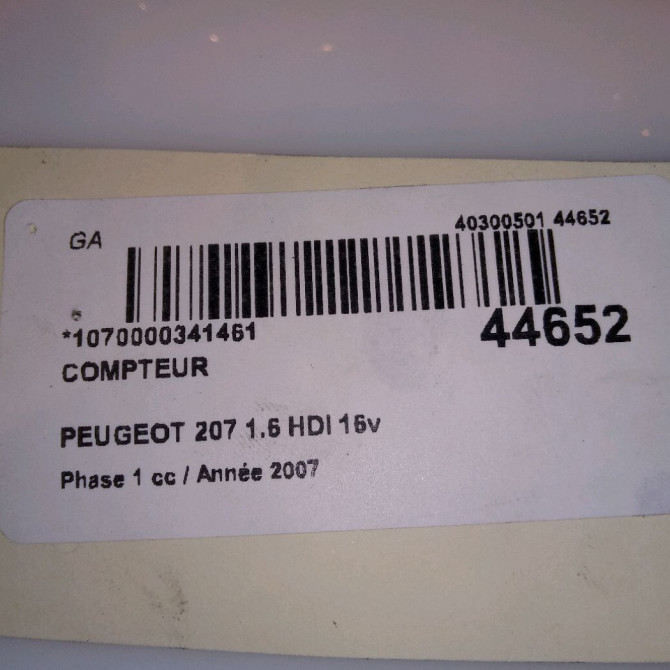 GA
40300501 44652
*1070000341461
44652
COMPTEUR
PEUGEOT 207 1.6 HDI 16v
Phase 1 cc / Année 2007